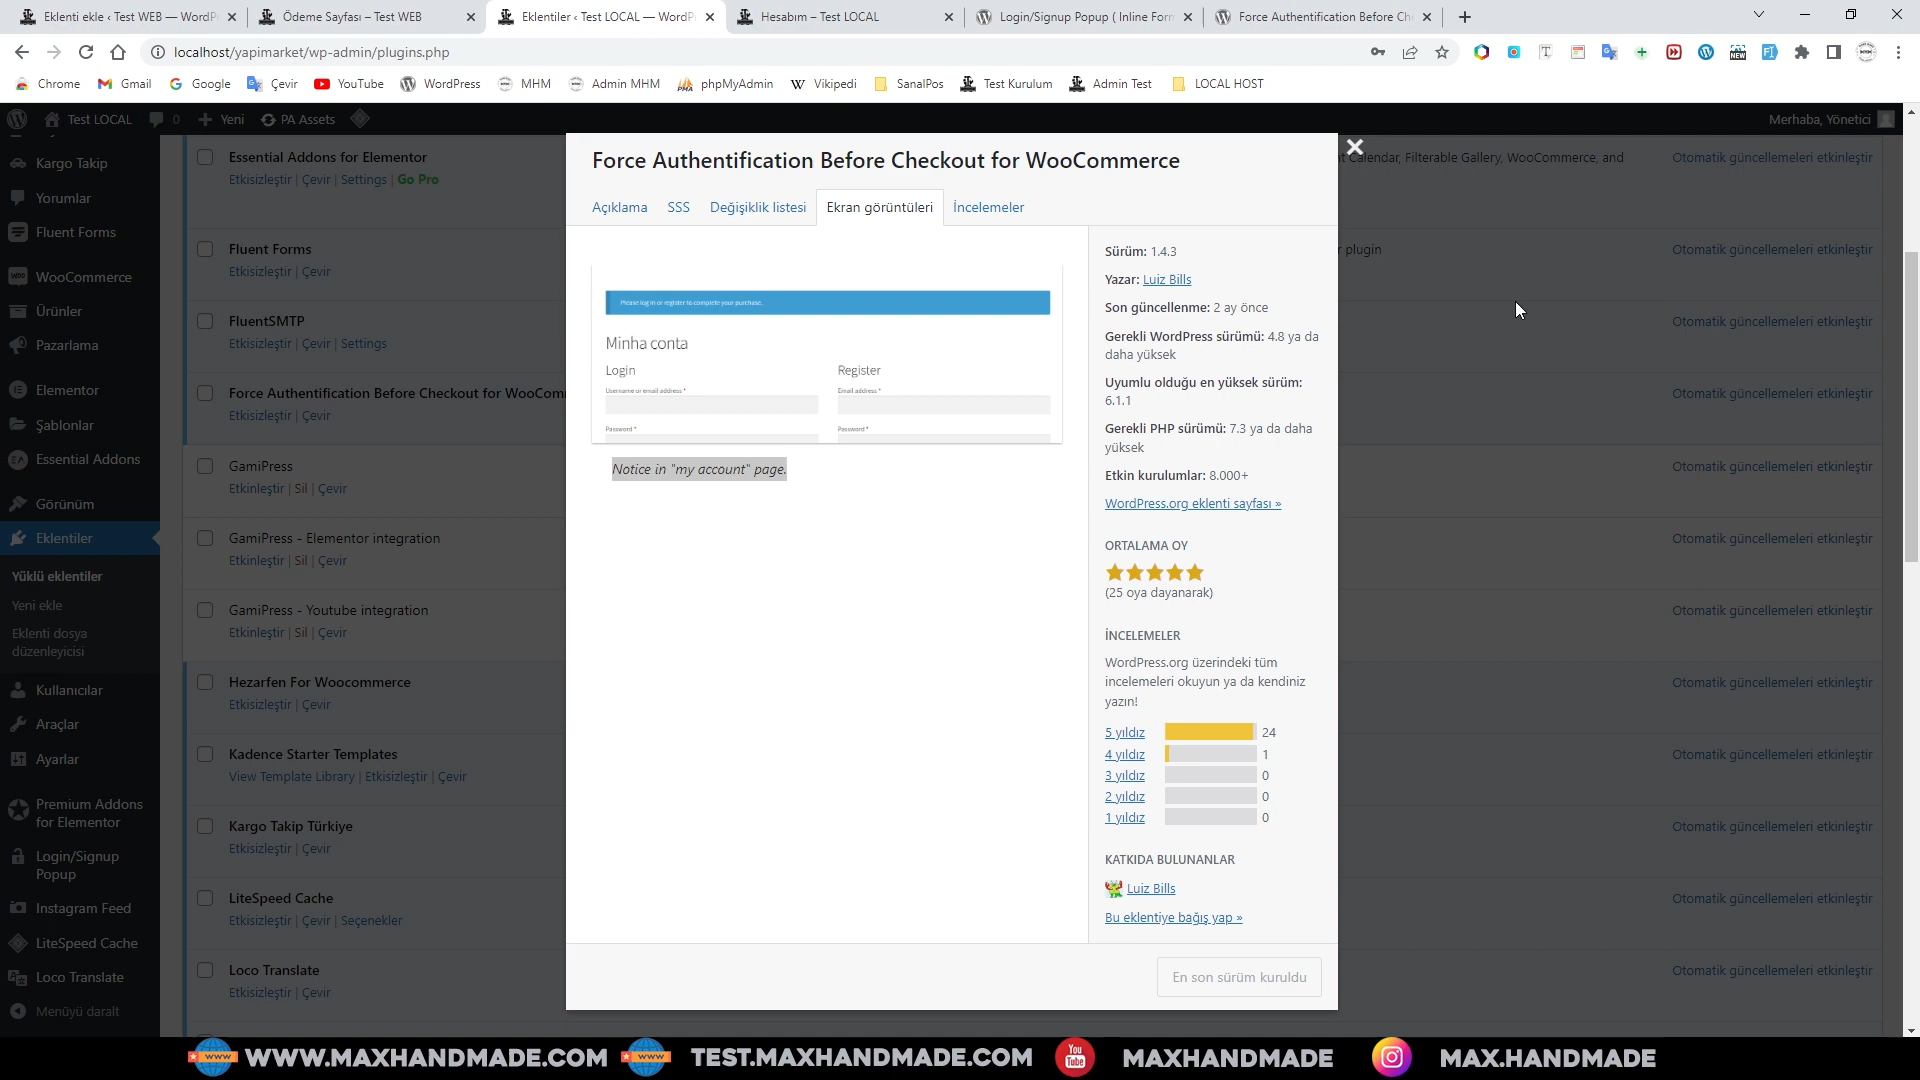 Eklenti ekle ‹ Test WEB — WordP
Ödeme Sayfası – Test WEB
Eklentiler ‹ Test LOCAL — WordP
Hesabım – Test LOCAL
Login/Signup Popup ( Inline Form
Force Authentification Before Ch
localhost/yapimarket/wp-admin/plugins.php
Chrome
Gmail
Google
Çevir
YouTube
WordPress
MHM
Admin MHM
phpMyAdmin
Vikipedi
SanalPos
Test Kurulum
Admin Test
LOCAL HOST
Test LOCAL
0
Yeni
PA Assets
Merhaba, Yönetici
Kargo Takip
Yorumlar
Fluent Forms
WooCommerce
Ürünler
Pazarlama
Elementor
Şablonlar
Essential Addons
Görünüm
Eklentiler
Yüklü eklentiler
Yeni ekle
Eklenti dosya
düzenleyicisi
Kullanıcılar
Araçlar
Ayarlar
Premium Addons
for Elementor
Login/Signup
Popup
Instagram Feed
LiteSpeed Cache
Loco Translate
Menüyü daralt
Essential Addons for Elementor
Etkisizleştir | Çevir | Settings | Go Pro
nt Calendar, Filterable Gallery, WooCommerce, and
Otomatik güncellemeleri etkinleştir
Fluent Forms
Etkisizleştir | Çevir
r plugin
Otomatik güncellemeleri etkinleştir
FluentSMTP
Etkisizleştir | Çevir | Settings
Otomatik güncellemeleri etkinleştir
Force Authentification Before Checkout for WooCom
Etkisizleştir | Çevir
Otomatik güncellemeleri etkinleştir
GamiPress
Etkinleştir | Sil | Çevir
Otomatik güncellemeleri etkinleştir
GamiPress - Elementor integration
Etkinleştir | Sil | Çevir
Otomatik güncellemeleri etkinleştir
GamiPress - Youtube integration
Etkinleştir | Sil | Çevir
Otomatik güncellemeleri etkinleştir
Hezarfen For Woocommerce
Etkisizleştir | Çevir
Otomatik güncellemeleri etkinleştir
Kadence Starter Templates
View Template Library | Etkisizleştir | Çevir
Otomatik güncellemeleri etkinleştir
Kargo Takip Türkiye
Etkisizleştir | Çevir
Otomatik güncellemeleri etkinleştir
LiteSpeed Cache
Etkisizleştir | Çevir | Seçenekler
Otomatik güncellemeleri etkinleştir
Loco Translate
Etkisizleştir | Çevir
Otomatik güncellemeleri etkinleştir
Force Authentification Before Checkout for WooCommerce
Açıklama
SSS
Değişiklik listesi
Ekran görüntüleri
İncelemeler
Please log in or register to complete your purchase.
Minha conta
Login
Register
Username or email address *
Email address *
Password *
Password *
Notice in "my account" page.
Sürüm: 1.4.3
Yazar: Luiz Bills
Son güncellenme: 2 ay önce
Gerekli WordPress sürümü: 4.8 ya da
daha yüksek
Uyumlu olduğu en yüksek sürüm:
6.1.1
Gerekli PHP sürümü: 7.3 ya da daha
yüksek
Etkin kurulumlar: 8.000+
WordPress.org eklenti sayfası »
ORTALAMA OY
(25 oya dayanarak)
İNCELEMELER
WordPress.org üzerindeki tüm
incelemeleri okuyun ya da kendiniz
yazın!
5 yıldız 24
4 yıldız 1
3 yıldız 0
2 yıldız 0
1 yıldız 0
KATKIDA BULUNANLAR
Luiz Bills
Bu eklentiye bağış yap »
En son sürüm kuruldu
www WWW.MAXHANDMADE.COM
www TEST.MAXHANDMADE.COM
You Tube MAXHANDMADE
MAX.HANDMADE